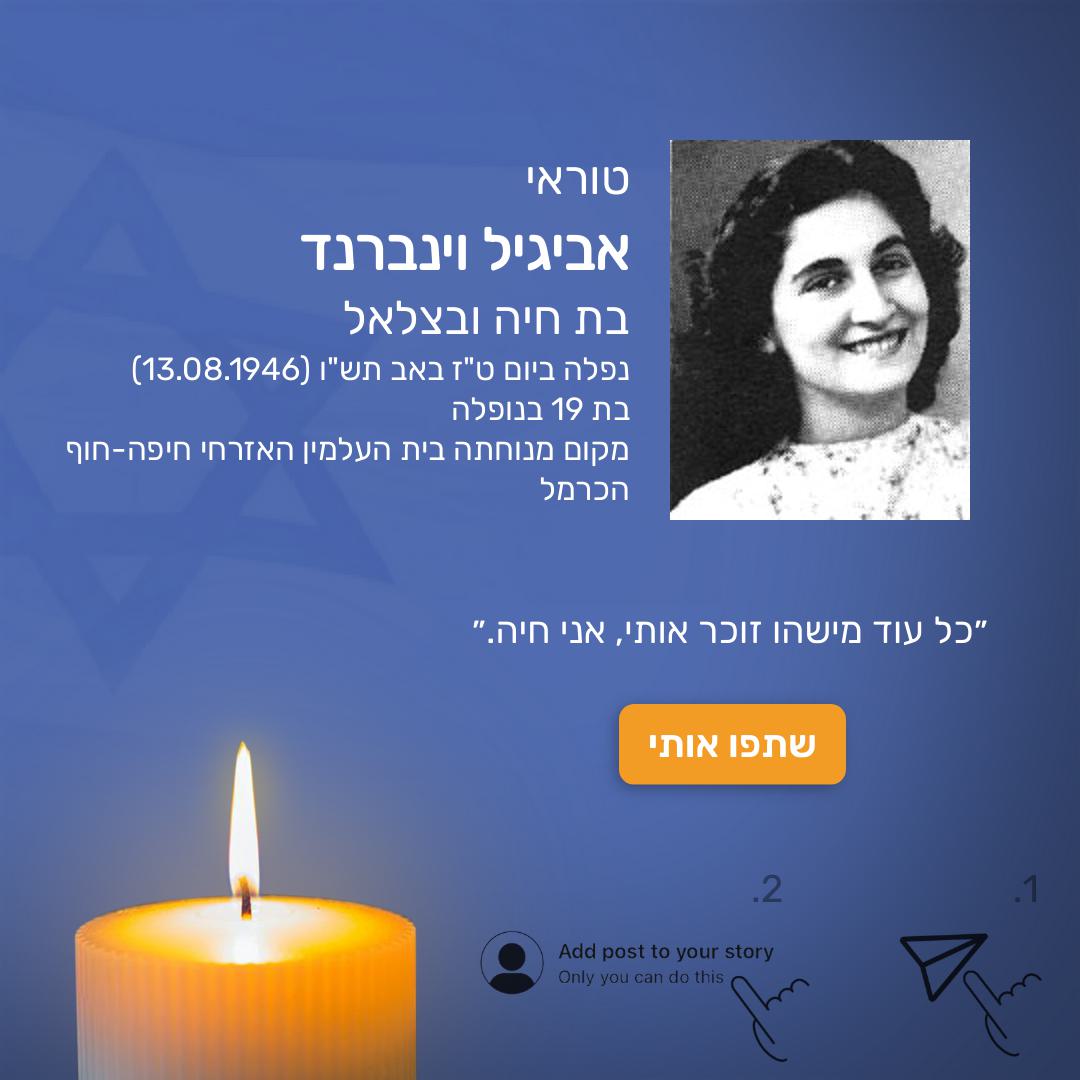 טוראי
אביגיל וינברנד
בת חיה ובצלאל
נפלה ביום ט"ז באב תש"ו (13.08.1946)
בת 19 בנופלה
מקום מנוחתה בית העלמין האזרחי חיפה-חוף
הכרמל
״כל עוד מישהו זוכר אותי, אני חיה.״
שתפו אותי
.1
.2
Add post to your story
Only you can do this